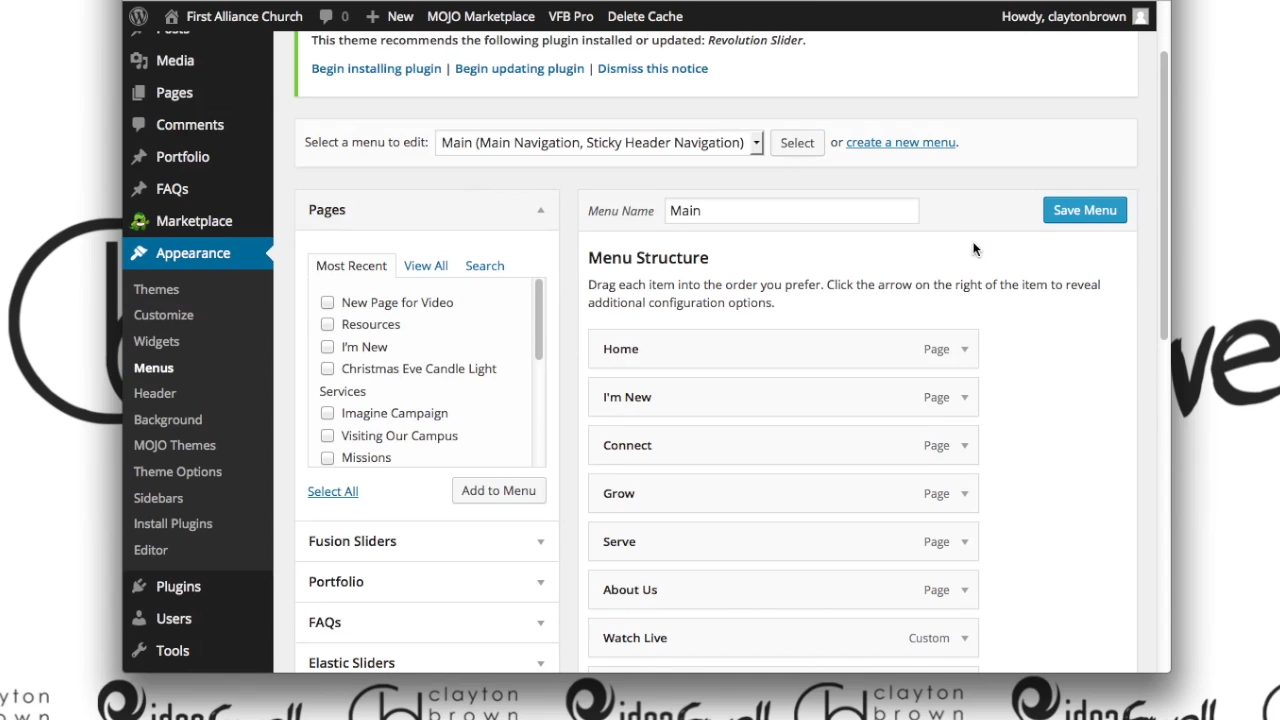 First Alliance Church 0 New MOJO Marketplace VFB Pro Delete Cache Howdy, claytonbrown
Posts
Media
Pages
Comments
Portfolio
FAQs
Marketplace
Appearance
Themes
Customize
Widgets
Menus
Header
Background
MOJO Themes
Theme Options
Sidebars
Install Plugins
Editor
Plugins
Users
Tools
This theme recommends the following plugin installed or updated: Revolution Slider.
Begin installing plugin | Begin updating plugin | Dismiss this notice
Select a menu to edit: Main (Main Navigation, Sticky Header Navigation) Select or create a new menu.
Pages
Most Recent View All Search
New Page for Video
Resources
I'm New
Christmas Eve Candle Light
Services
Imagine Campaign
Visiting Our Campus
Missions
Select All Add to Menu
Fusion Sliders
Portfolio
FAQs
Elastic Sliders
Menu Name Main Save Menu
Menu Structure
Drag each item into the order you prefer. Click the arrow on the right of the item to reveal
additional configuration options.
Home Page
I'm New Page
Connect Page
Grow Page
Serve Page
About Us Page
Watch Live Custom
clayton
brown
clayton
brown